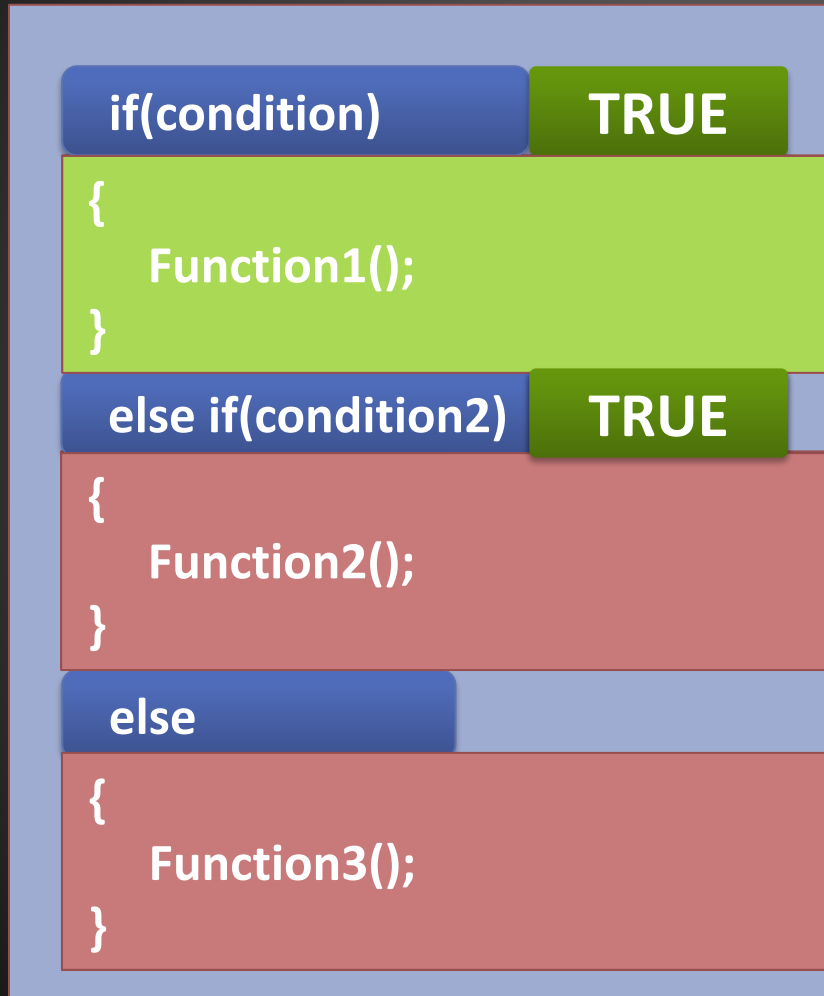 if(condition) TRUE
{
Function1();
}
else if(condition2) TRUE
{
Function2();
}
else
{
Function3();
}